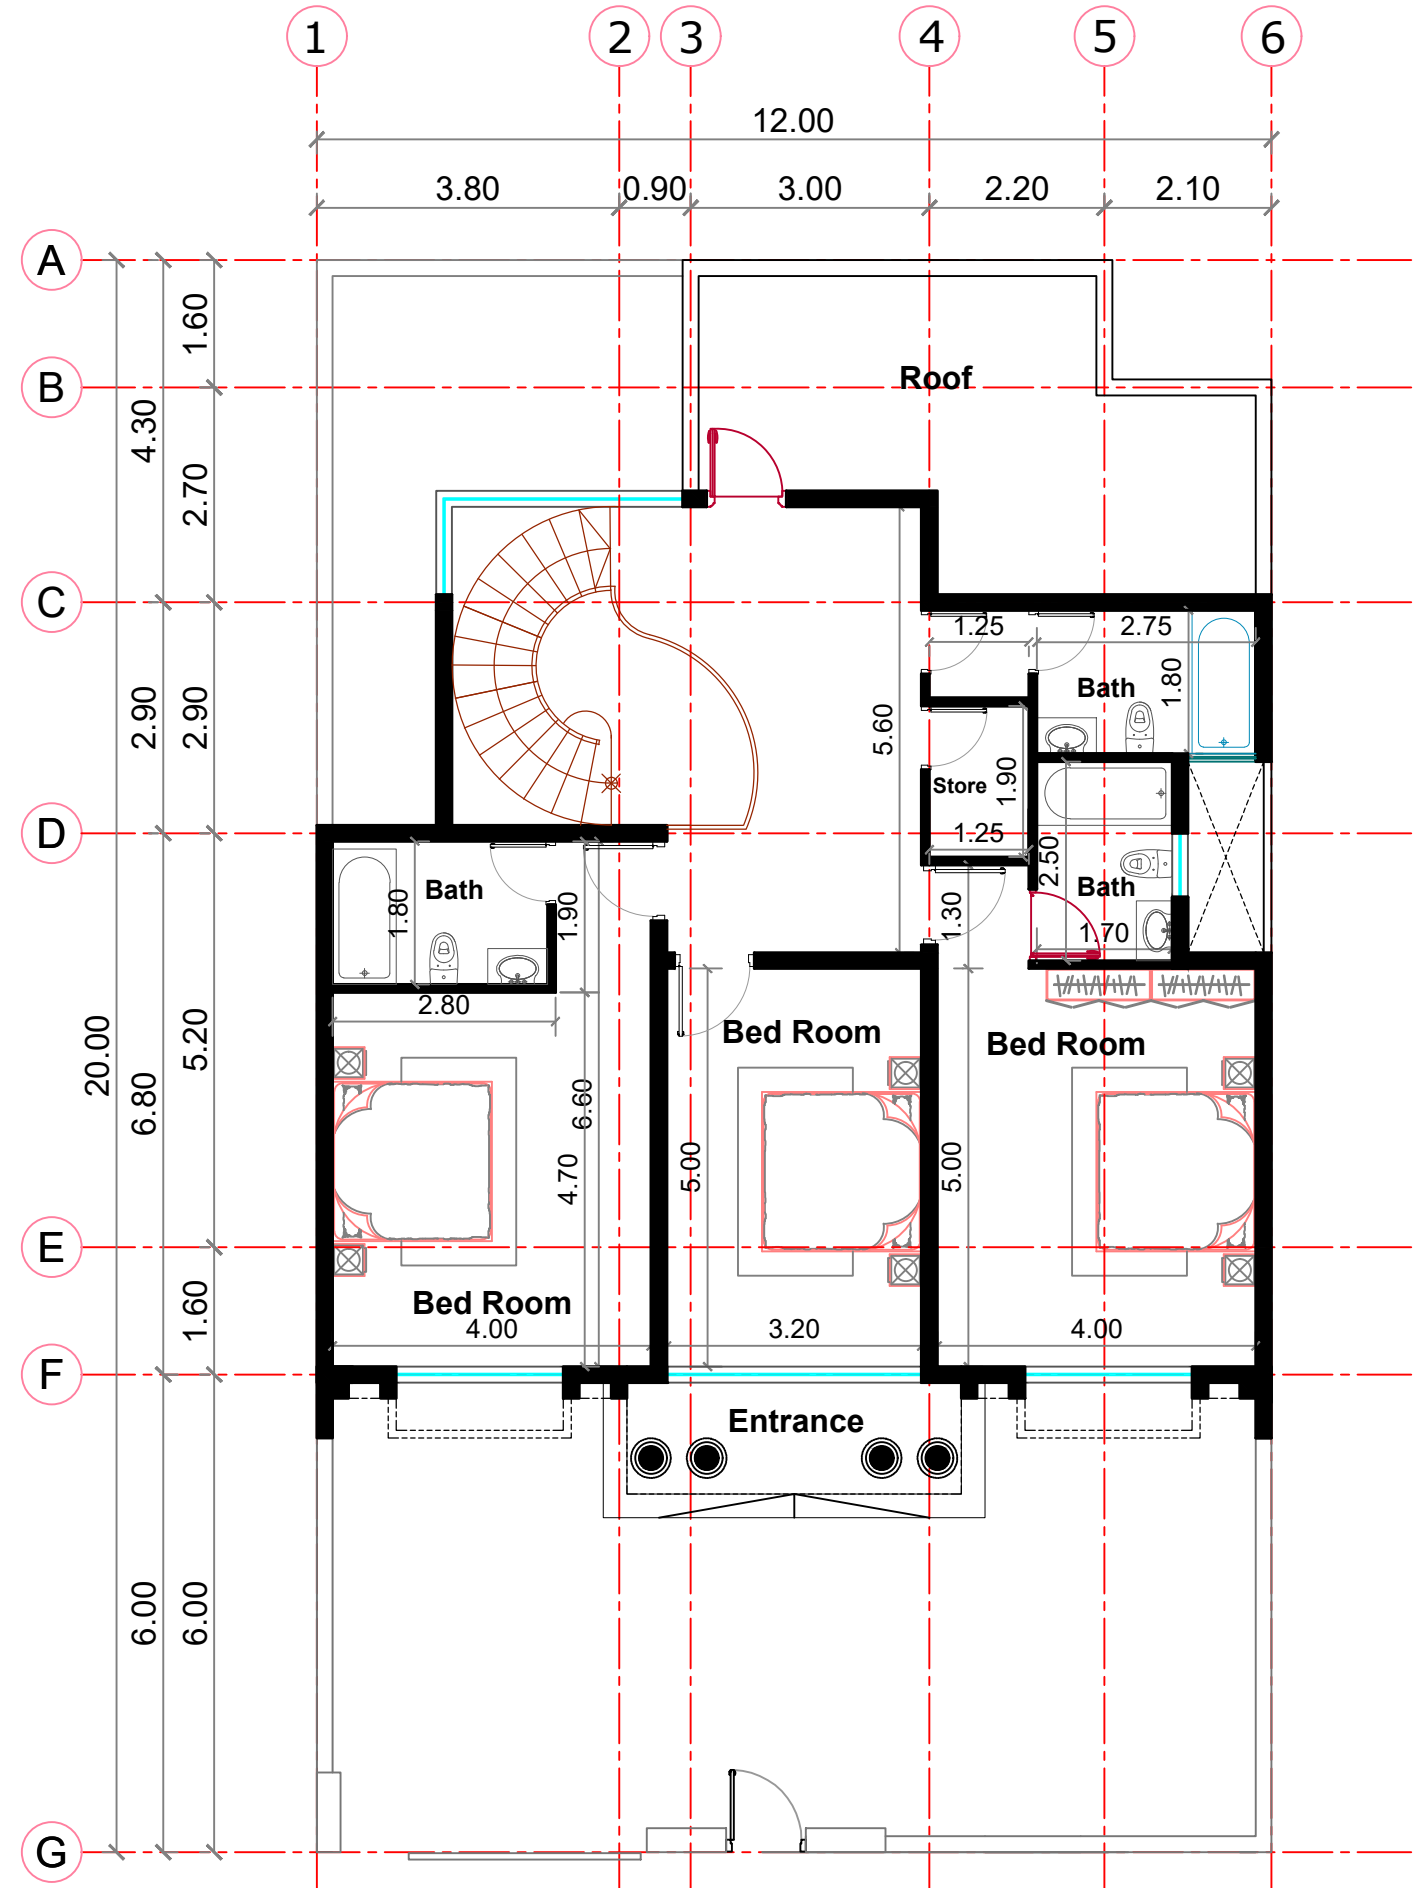 1 2 3 4 5 6
12.00
3.80 0.90 3.00 2.20 2.10
A
1.60
B
Roof
4.30
2.70
C
1.25 2.75
1.80
Bath
2.90 2.90
5.60
Store
1.90
1.25
D
2.50
Bath
1.80
Bath
1.90
1.30
1.70
2.80
20.00
5.20
6.80
Bed Room
Bed Room
6.60
4.70
5.00
5.00
E
Bed Room
1.60
4.00 3.20 4.00
F
Entrance
6.00 6.00
G